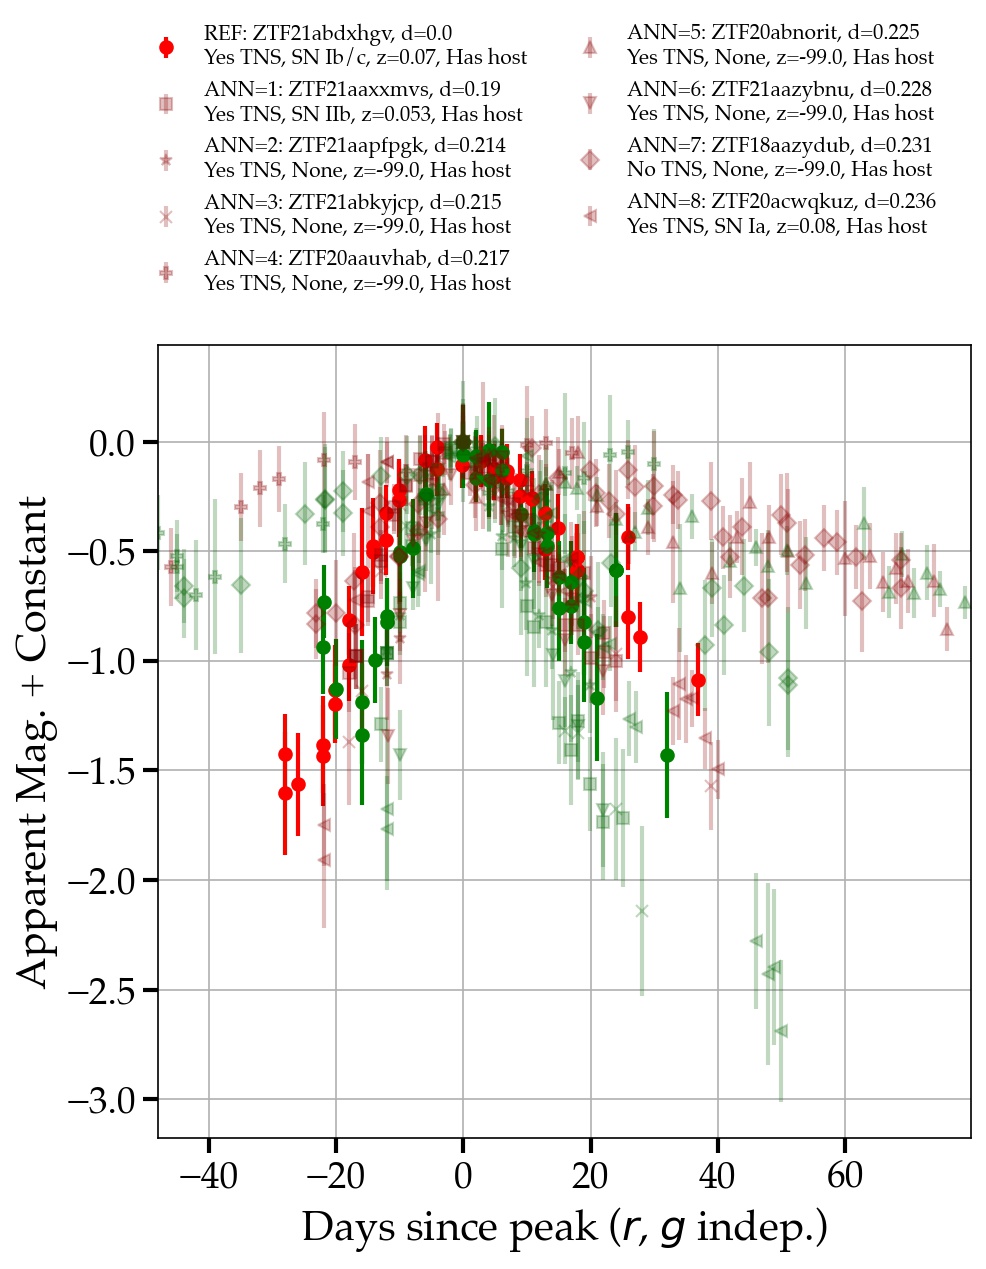 REF: ZTF21abdxhgv, d=0.0
Yes TNS, SN Ib/c, z=0.07, Has host
ANN=1: ZTF21aaxxmvs, d=0.19
Yes TNS, SN IIb, z=0.053, Has host
ANN=2: ZTF21aapfpgk, d=0.214
Yes TNS, None, z=-99.0, Has host
ANN=3: ZTF21abkyjcp, d=0.215
Yes TNS, None, z=-99.0, Has host
ANN=4: ZTF20aauvhab, d=0.217
Yes TNS, None, z=-99.0, Has host
ANN=5: ZTF20abnorit, d=0.225
Yes TNS, None, z=-99.0, Has host
ANN=6: ZTF21aazybnu, d=0.228
Yes TNS, None, z=-99.0, Has host
ANN=7: ZTF18aazydub, d=0.231
No TNS, None, z=-99.0, Has host
ANN=8: ZTF20acwqkuz, d=0.236
Yes TNS, SN Ia, z=0.08, Has host
Apparent Mag. + Constant
0.0
−0.5
−1.0
−1.5
−2.0
−2.5
−3.0
−40
−20
0
20
40
60
Days since peak (r, g indep.)